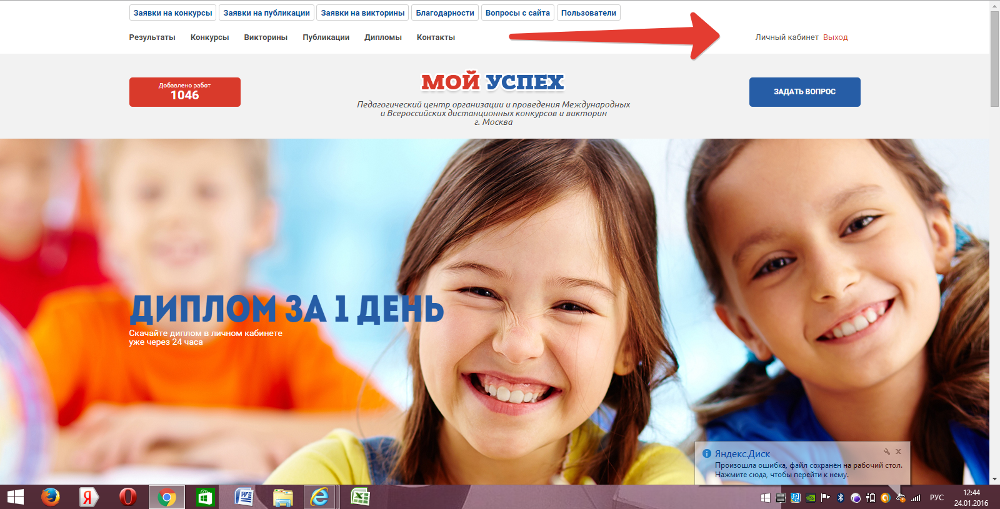 Заявки на конкурсы Заявки на публикации Заявки на викторины Благодарности Вопросы с сайта Пользователи
Результаты Конкурсы Викторины Публикации Дипломы Контакты Личный кабинет Выход
Добавлено работ
1046
МОЙ УСПЕХ
Педагогический центр организации и проведения Международных
и Всероссийских дистанционных конкурсов и викторин
г. Москва
ЗАДАТЬ ВОПРОС
ДИПЛОМ ЗА 1 ДЕНЬ
Скачайте диплом в личном кабинете
уже через 24 часа
Яндекс.Диск
Произошла ошибка, файл сохранён на рабочий стол.
Нажмите сюда, чтобы перейти к нему.
РУС
12:44
24.01.2016